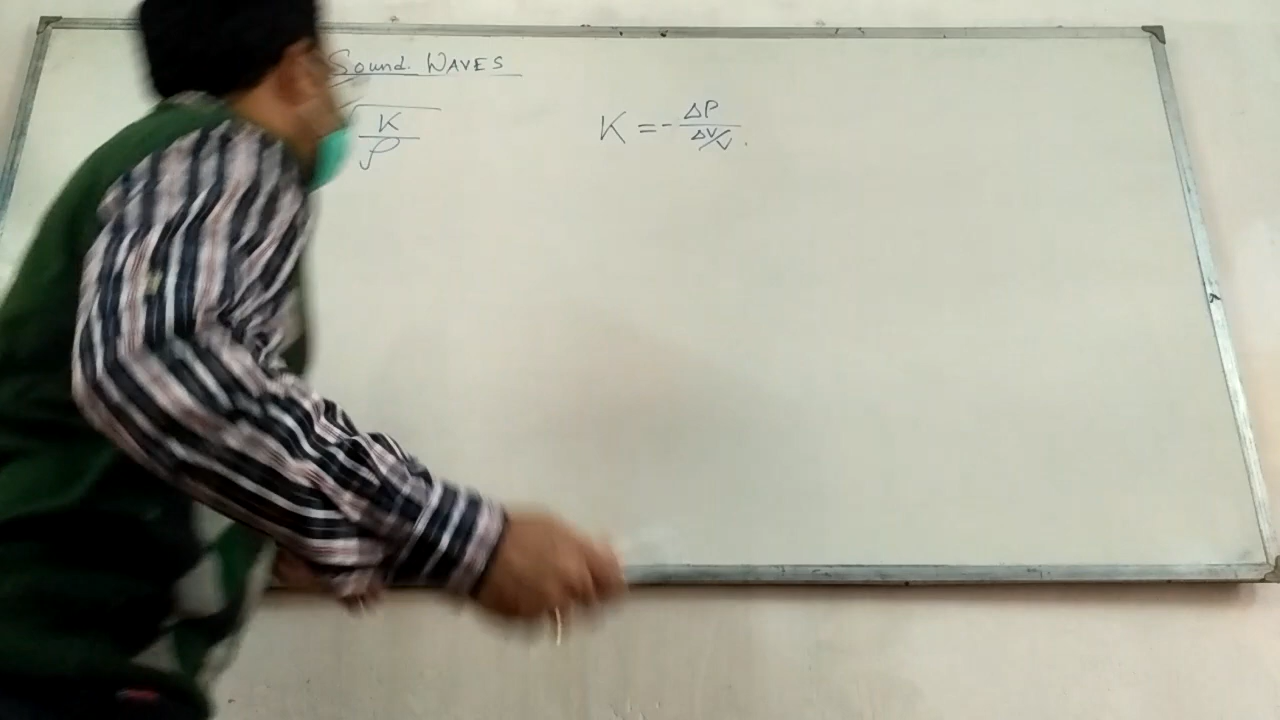 Sound. WAVES
√K/ρ
K = - ΔP / ΔV/V.